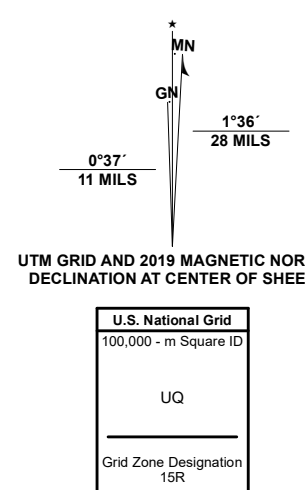 ★
MN
GN
1°36´
28 MILS
0°37´
11 MILS
UTM GRID AND 2019 MAGNETIC NOR
DECLINATION AT CENTER OF SHEE
U.S. National Grid
100,000 - m Square ID
UQ
Grid Zone Designation
15R